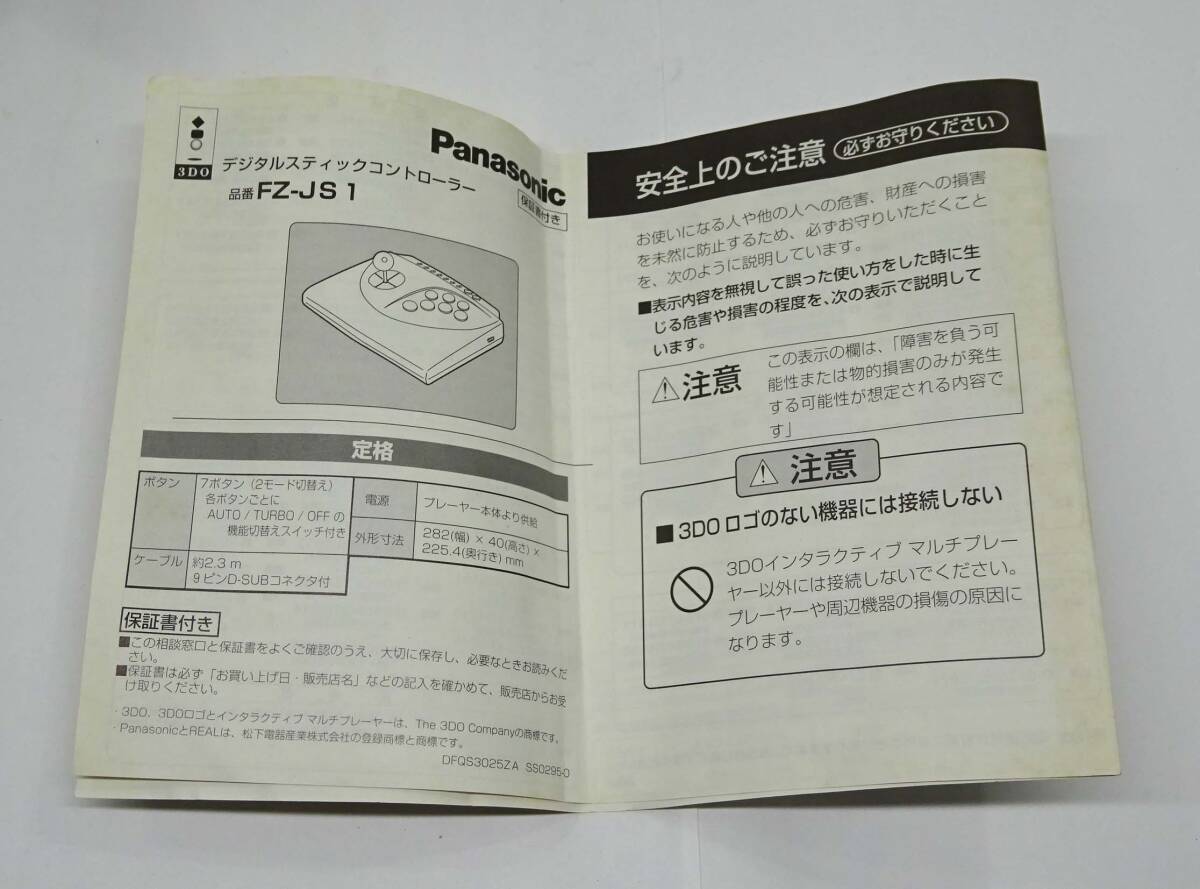 3DO
Panasonic
デジタルスティックコントローラー
品番 FZ-JS1
保証書付き
定格
ボタン
7ボタン(2モード切替え)
各ボタンごとに
AUTO / TURBO / OFF の
機能切替えスイッチ付き
ケーブル
約2.3 m
9ピンD-SUBコネクタ付
電源
プレーヤー本体より供給
外形寸法
282(幅) × 40(高さ) ×
225.4(奥行き) mm
保証書付き
■この相談窓口と保証書をよくご確認のうえ、大切に保存し、必要なときお読みくだ
さい。
■保証書は必ず「お買い上げ日・販売店名」などの記入を確かめて、販売店からお受
け取りください。
・3DO、3DOロゴとインタラクティブ マルチプレーヤーは、The 3DO Companyの商標です。
・PanasonicとREALは、松下電器産業株式会社の登録商標と商標です。
DFQS3025ZA SS0295-0
安全上のご注意 必ずお守りください
お使いになる人や他の人への危害、財産への損害
を未然に防止するため、必ずお守りいただくこと
を、次のように説明しています。
■表示内容を無視して誤った使い方をした時に生
じる危害や損害の程度を、次の表示で説明して
います。
⚠注意
この表示の欄は、「障害を負う可
能性または物的損害のみが発生
する可能性が想定される内容で
す」
⚠ 注意
■3DO ロゴのない機器には接続しない
3DOインタラクティブ マルチプレー
ヤー以外には接続しないでください。
プレーヤーや周辺機器の損傷の原因に
なります。